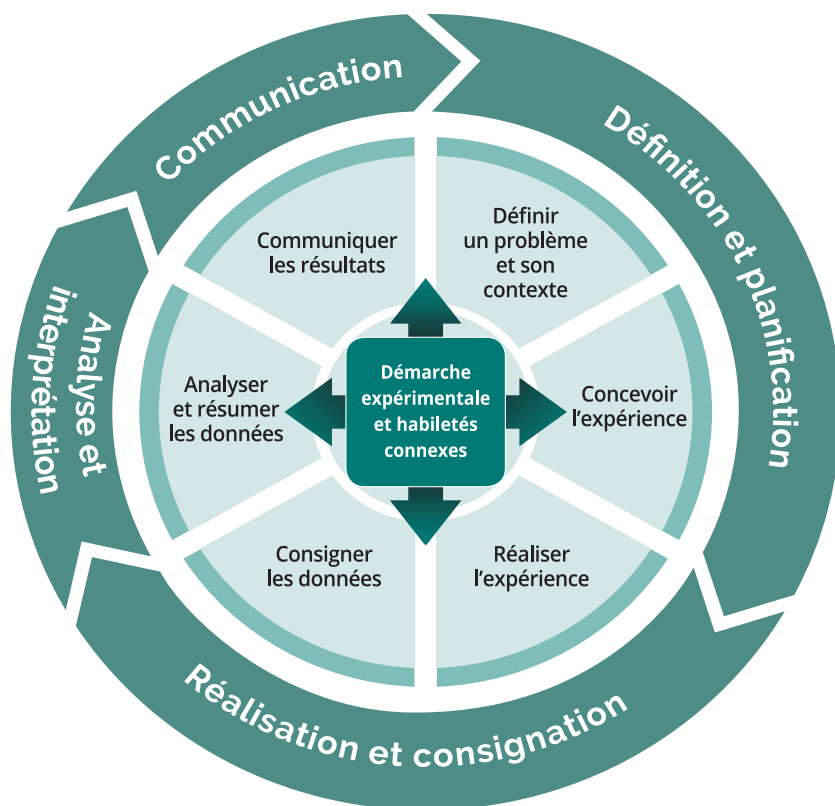 Communication
Définition et planification
Réalisation et consignation
Analyse et
interprétation
Définir
un problème
et son
contexte
Concevoir
l'expérience
Réaliser
l'expérience
Consigner
les données
Analyser
et résumer
les données
Communiquer
les résultats
Démarche
expérimentale
et habiletés
connexes